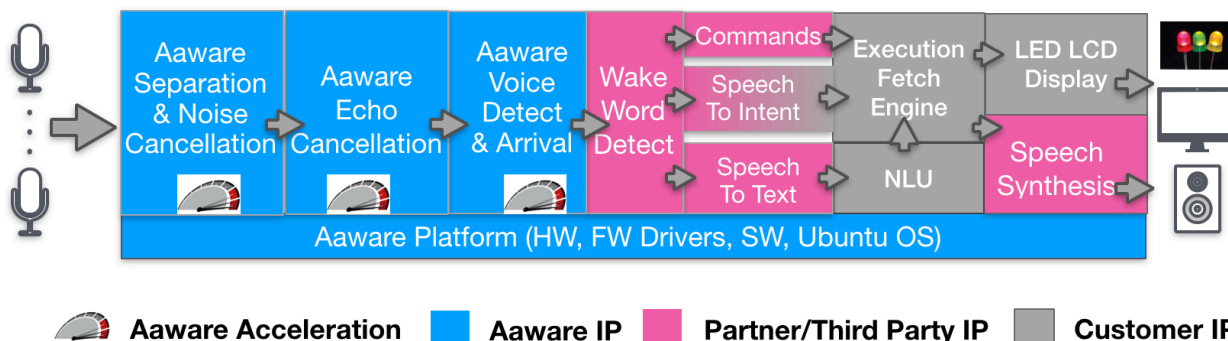 Aaware
Separation
& Noise
Cancellation
Aaware
Echo
Cancellation
Aaware
Voice
Detect
& Arrival
Wake
Word
Detect
Commands
Speech
To Intent
Speech
To Text
Execution
Fetch
Engine
NLU
LED LCD
Display
Speech
Synthesis
Aaware Platform (HW, FW Drivers, SW, Ubuntu OS)
Aaware Acceleration
Aaware IP
Partner/Third Party IP
Customer IP